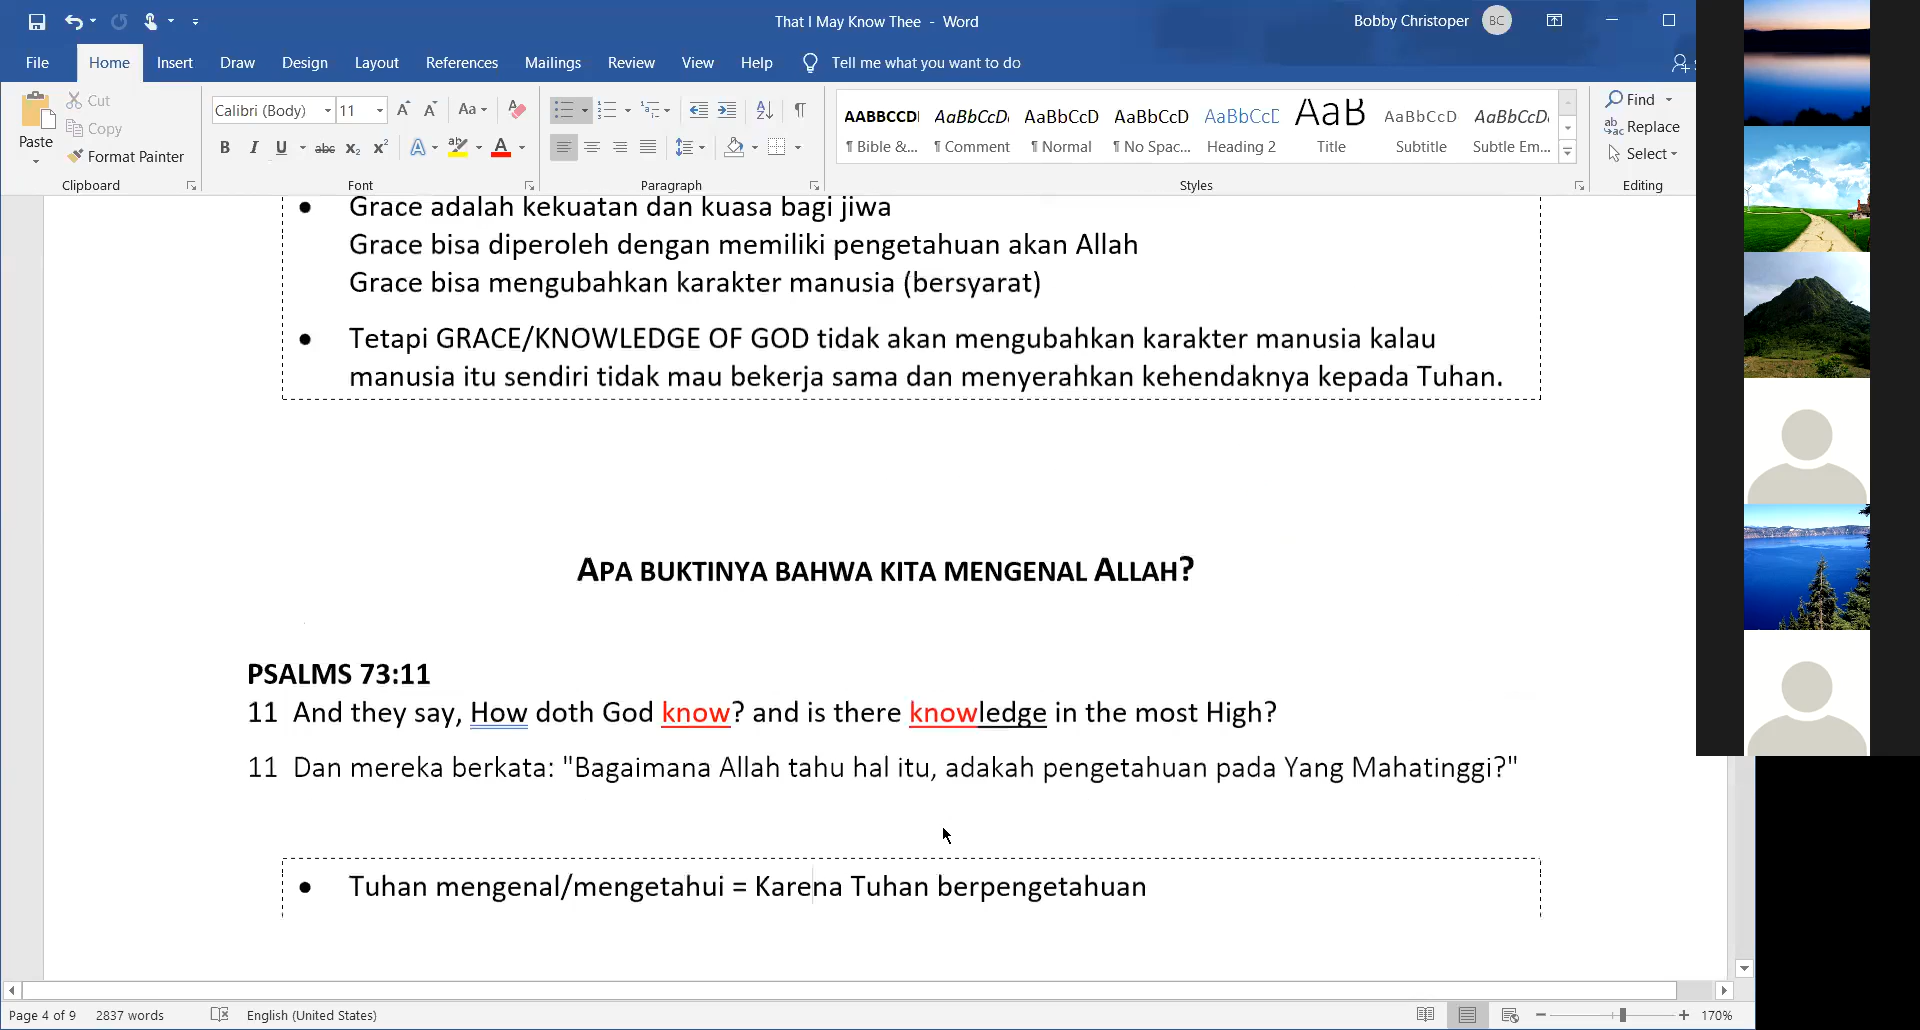 That I May Know Thee - Word
Bobby Christoper BC
File Home Insert Draw Design Layout References Mailings Review View Help Tell me what you want to do
Paste
Cut
Copy
Format Painter
Clipboard
Calibri (Body) 11 Aa
B I U abc x₂ x² A A
Font
Paragraph
AABBCCDI AaBbCcDı AaBbCcD AaBbCcD AaBbCcD AaB AaBbCcD AaBbCcDı
¶ Bible &... ¶ Comment ¶ Normal ¶ No Spac... Heading 2 Title Subtitle Subtle Em...
Styles
Find
Replace
Select
Editing
• Grace adalah kekuatan dan kuasa bagi jiwa
Grace bisa diperoleh dengan memiliki pengetahuan akan Allah
Grace bisa mengubahkan karakter manusia (bersyarat)
• Tetapi GRACE/KNOWLEDGE OF GOD tidak akan mengubahkan karakter manusia kalau
manusia itu sendiri tidak mau bekerja sama dan menyerahkan kehendaknya kepada Tuhan.
APA BUKTINYA BAHWA KITA MENGENAL ALLAH?
PSALMS 73:11
11 And they say, How doth God know? and is there knowledge in the most High?
11 Dan mereka berkata: "Bagaimana Allah tahu hal itu, adakah pengetahuan pada Yang Mahatinggi?"
• Tuhan mengenal/mengetahui = Karena Tuhan berpengetahuan
Page 4 of 9 2837 words English (United States) 170%